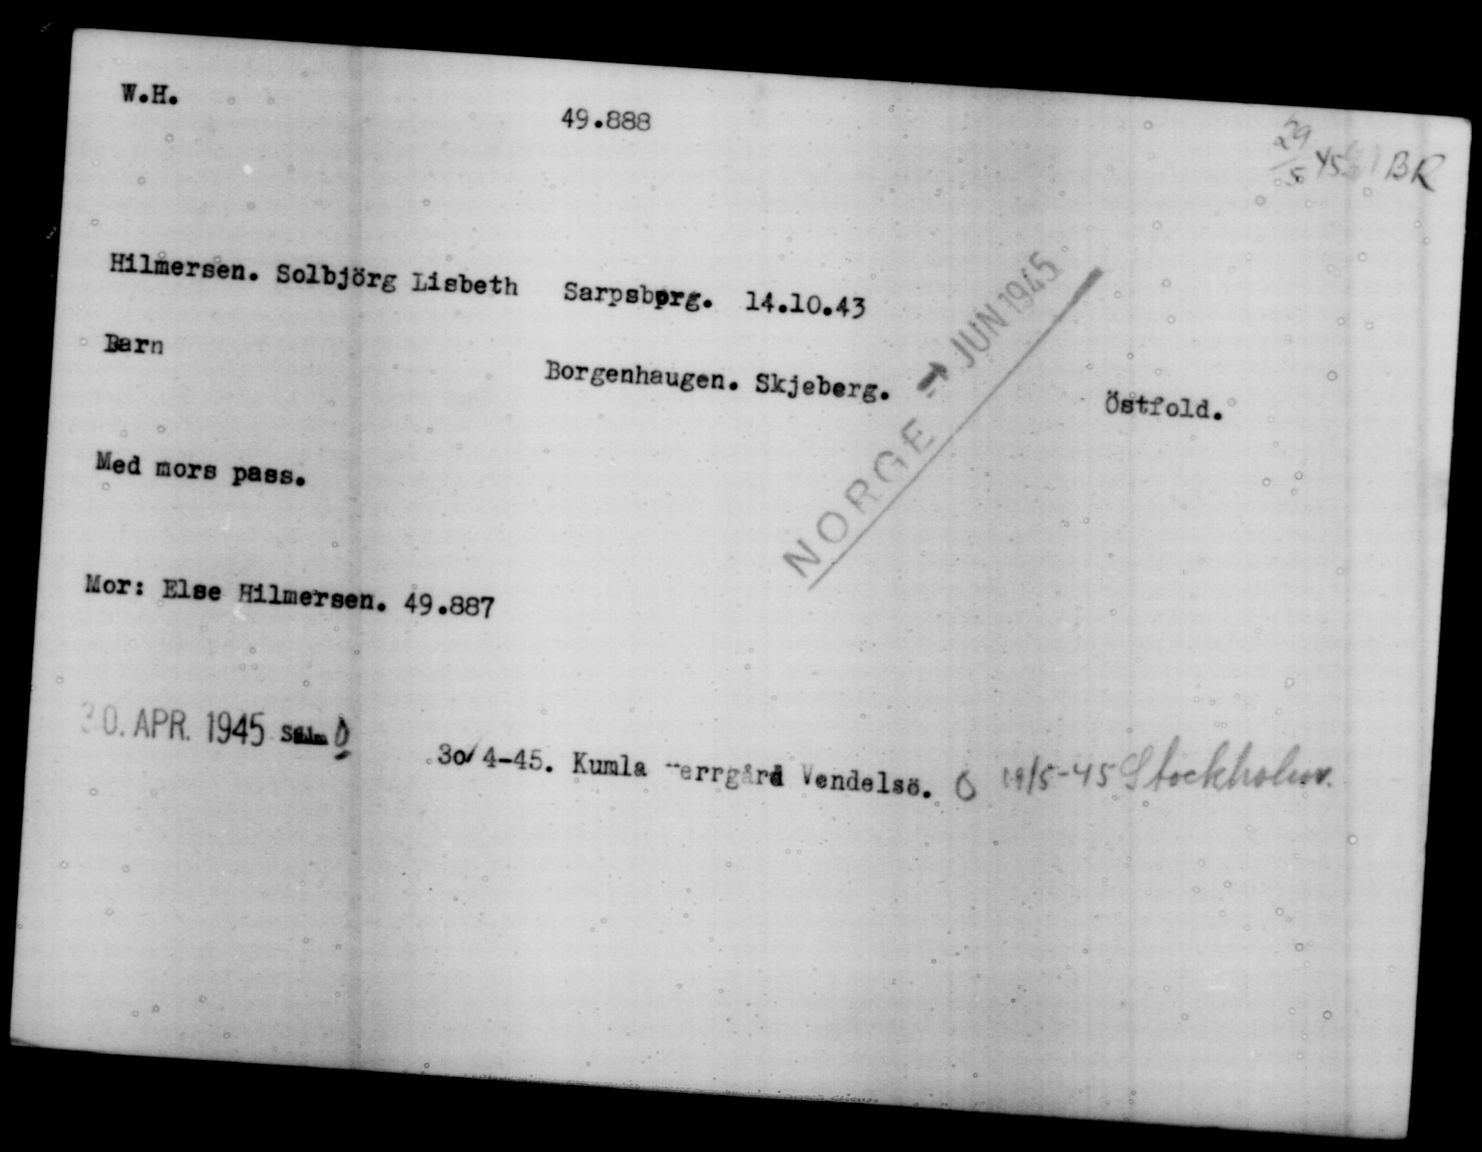 W.H.
49.888
29/5 45 BR
Hilmersen. Solbjörg Lisbeth Sarpsborg. 14.10.43
Barn Borgenhaugen. Skjeberg. Östfold.
NORGE JUN 1945
Med mors pass.
Mor: Else Hilmersen. 49.887
30. APR. 1945
30/4-45. Kumla Herrgård Vendelsö. 19/5-45 Stockholm.